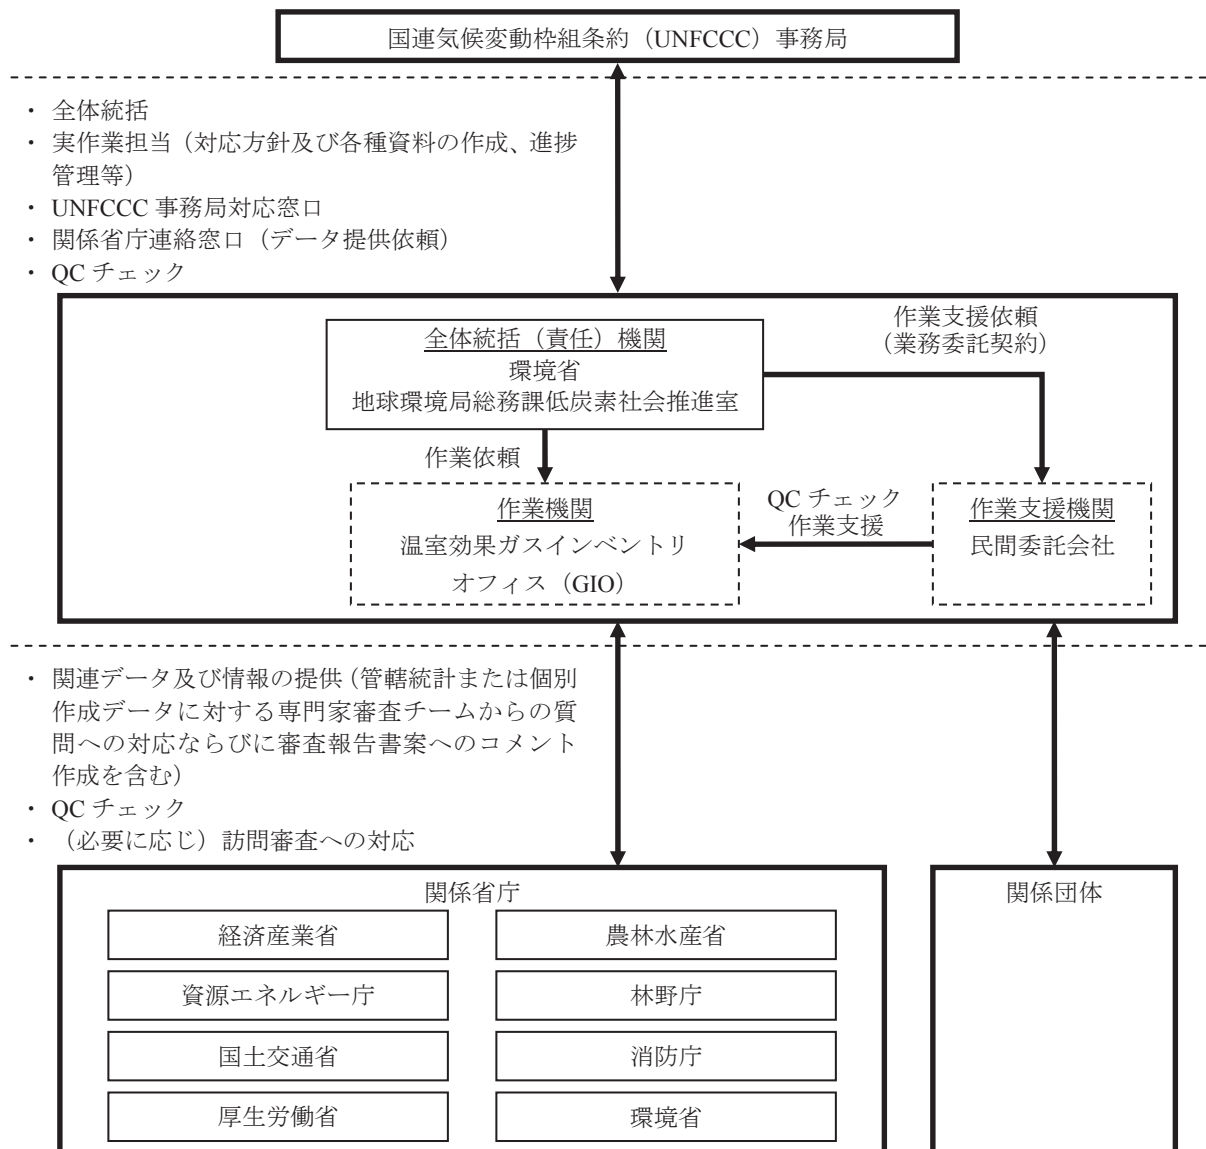 国連気候変動枠組条約（UNFCCC）事務局
・ 全体統括
・ 実作業担当（対応方針及び各種資料の作成、進捗
管理等）
・ UNFCCC 事務局対応窓口
・ 関係省庁連絡窓口（データ提供依頼）
・ QC チェック
全体統括（責任）機関
環境省
地球環境局総務課低炭素社会推進室
作業支援依頼
（業務委託契約）
作業依頼
作業機関
温室効果ガスインベントリ
オフィス（GIO）
QC チェック
作業支援
作業支援機関
民間委託会社
・ 関連データ及び情報の提供（管轄統計または個別
作成データに対する専門家審査チームからの質
問への対応ならびに審査報告書案へのコメント
作成を含む）
・ QC チェック
・ （必要に応じ）訪問審査への対応
関係省庁
経済産業省
農林水産省
資源エネルギー庁
林野庁
国土交通省
消防庁
厚生労働省
環境省
関係団体